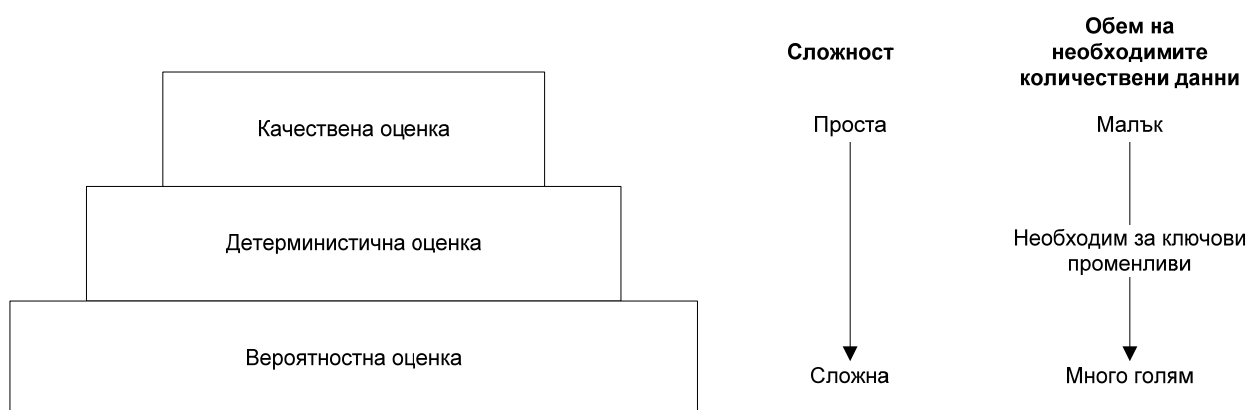 Сложност
Обем на
необходимите
количествени данни
Качествена оценка
Проста
Малък
Детерминистична оценка
Необходим за ключови
променливи
Вероятностна оценка
Сложна
Много голям